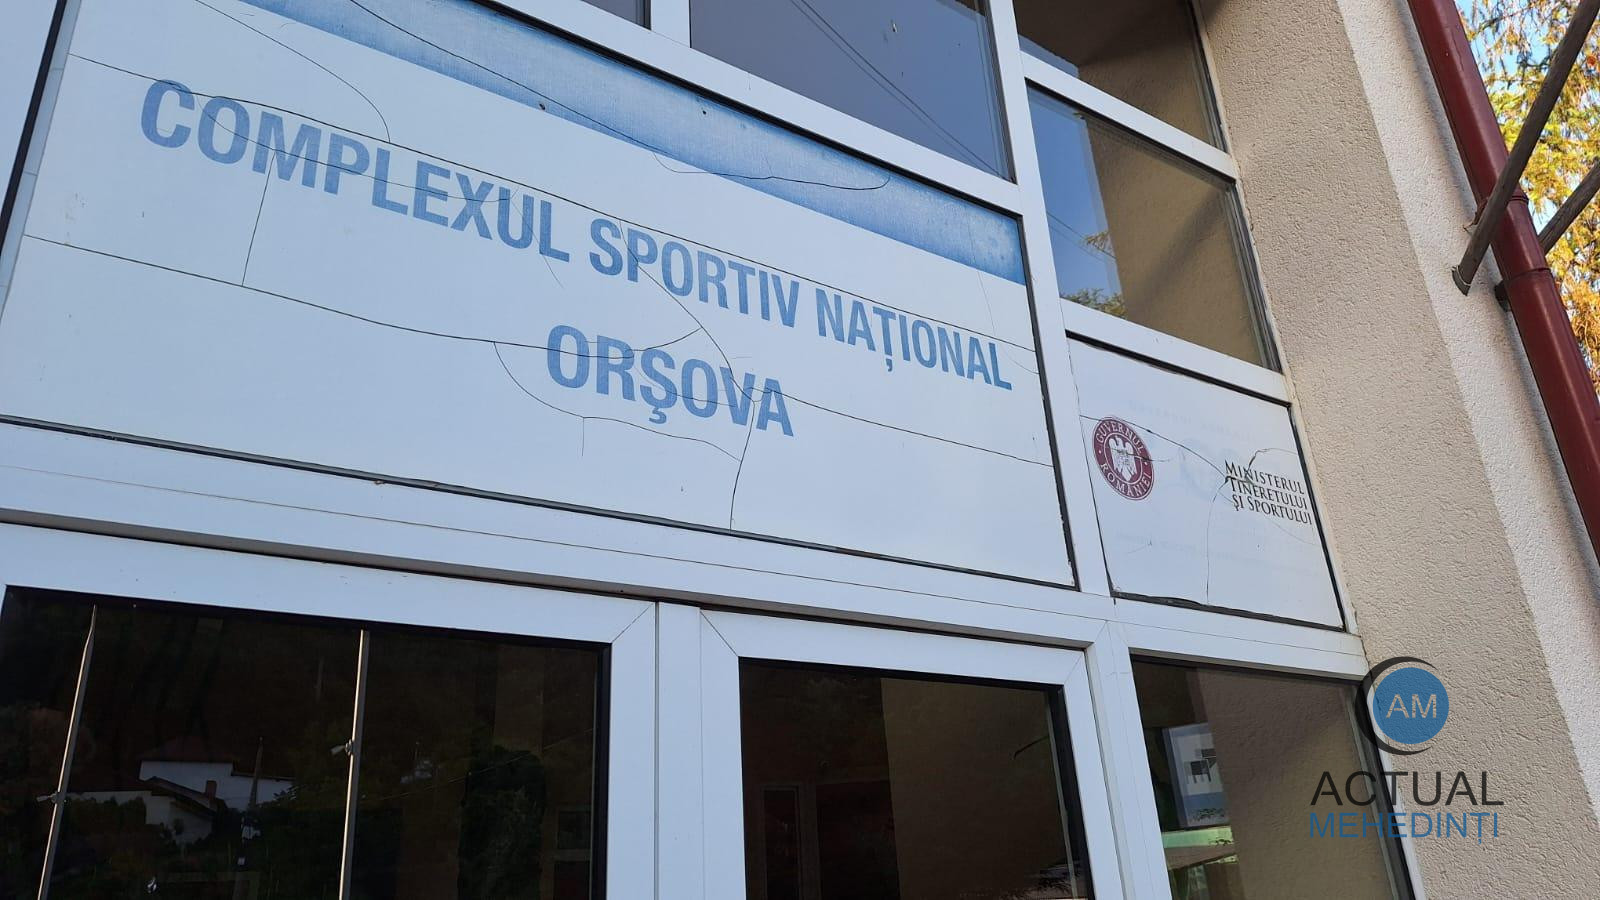 COMPLEXUL SPORTIV NAȚIONAL
ORȘOVA
GUVERNUL ROMÂNIEI
MINISTERUL
TINERETULUI
ȘI SPORTULUI
AM
ACTUAL
MEHEDINȚI